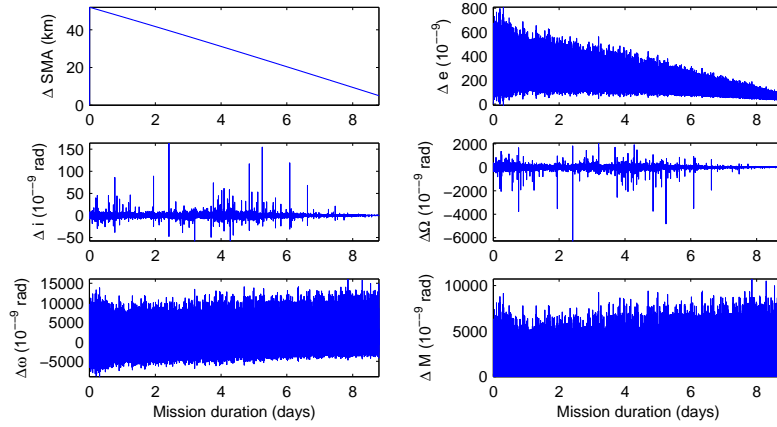 Δ SMA (km)
40
20
0
0 2 4 6 8
Δ e (10⁻⁻⁹)
800
600
400
200
0
0 2 4 6 8
Δ i (10⁻⁻⁹ rad)
150
100
50
0
−50
0 2 4 6 8
ΔΩ (10⁻⁻⁹ rad)
2000
0
−2000
−4000
−6000
0 2 4 6 8
Δω (10⁻⁻⁹ rad)
15000
10000
5000
0
−5000
0 2 4 6 8
Mission duration (days)
Δ M (10⁻⁻⁹ rad)
10000
5000
0
0 2 4 6 8
Mission duration (days)